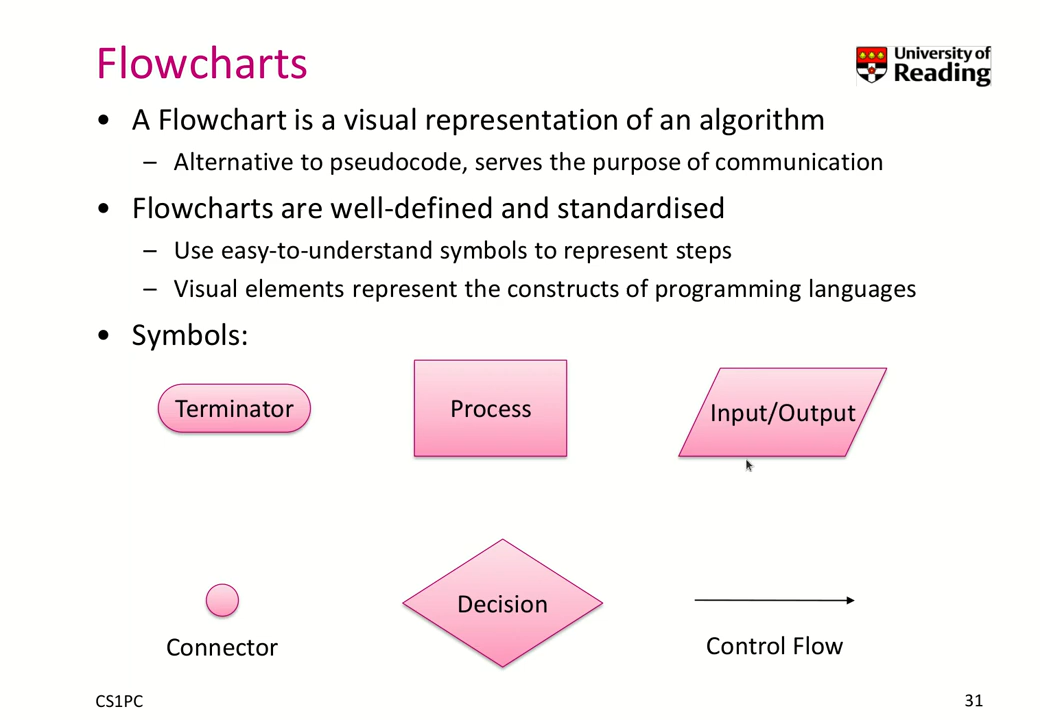 Flowcharts
University of
Reading
• A Flowchart is a visual representation of an algorithm
– Alternative to pseudocode, serves the purpose of communication
• Flowcharts are well-defined and standardised
– Use easy-to-understand symbols to represent steps
– Visual elements represent the constructs of programming languages
• Symbols:
Terminator
Process
Input/Output
Connector
Decision
Control Flow
CS1PC
31